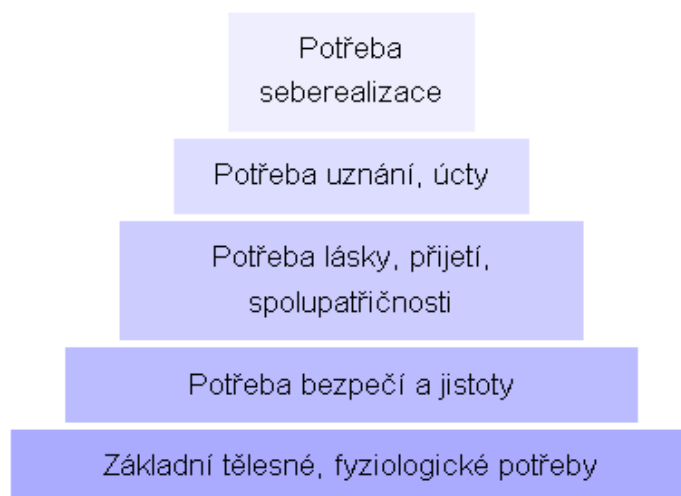 Potřeba
seberealizace
Potřeba uznání, úcty
Potřeba lásky, přijetí,
spolupatřičnosti
Potřeba bezpečí a jistoty
Základní tělesné, fyziologické potřeby